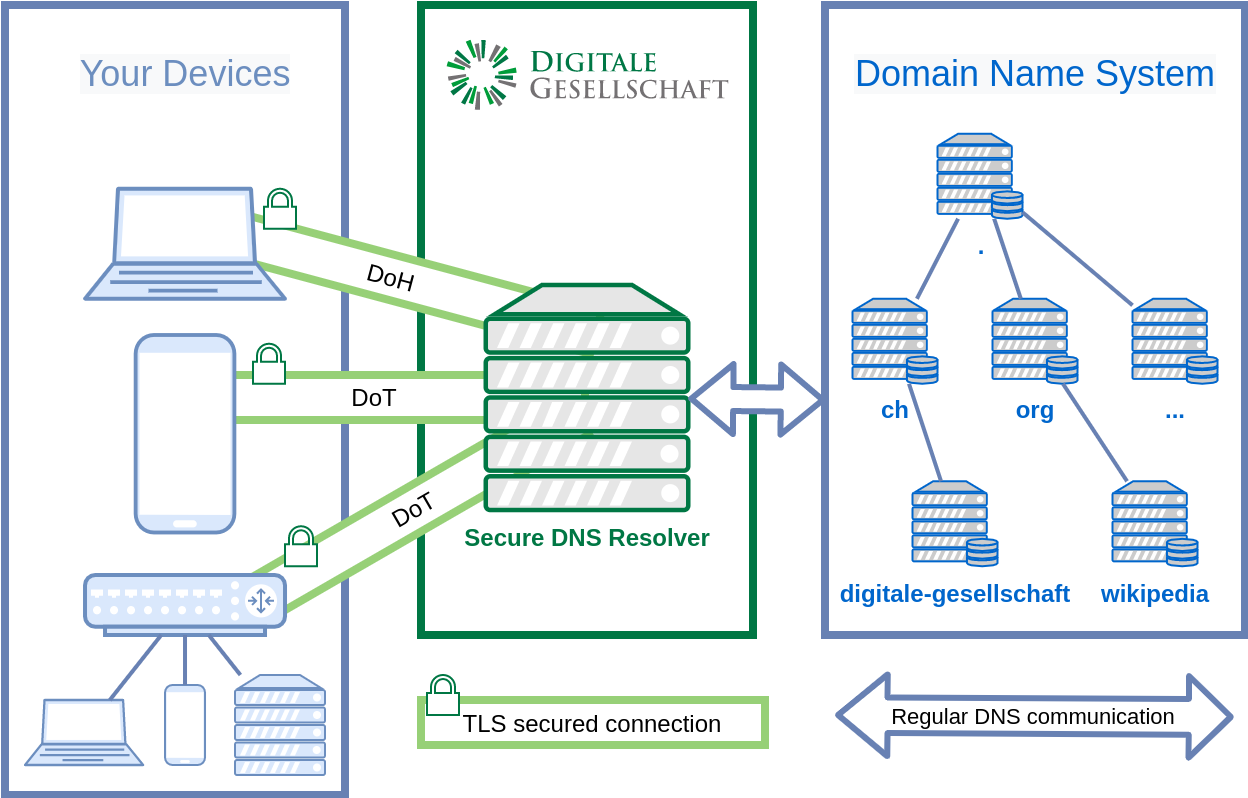 Your Devices
DIGITALE
GESELLSCHAFT
Domain Name System
.
DoH
DoT
ch
org
...
DoT
Secure DNS Resolver
digitale-gesellschaft
wikipedia
TLS secured connection
Regular DNS communication